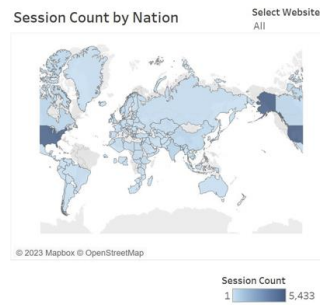 Session Count by Nation
Select Website
All
© 2023 Mapbox © OpenStreetMap
Session Count
1 5,433